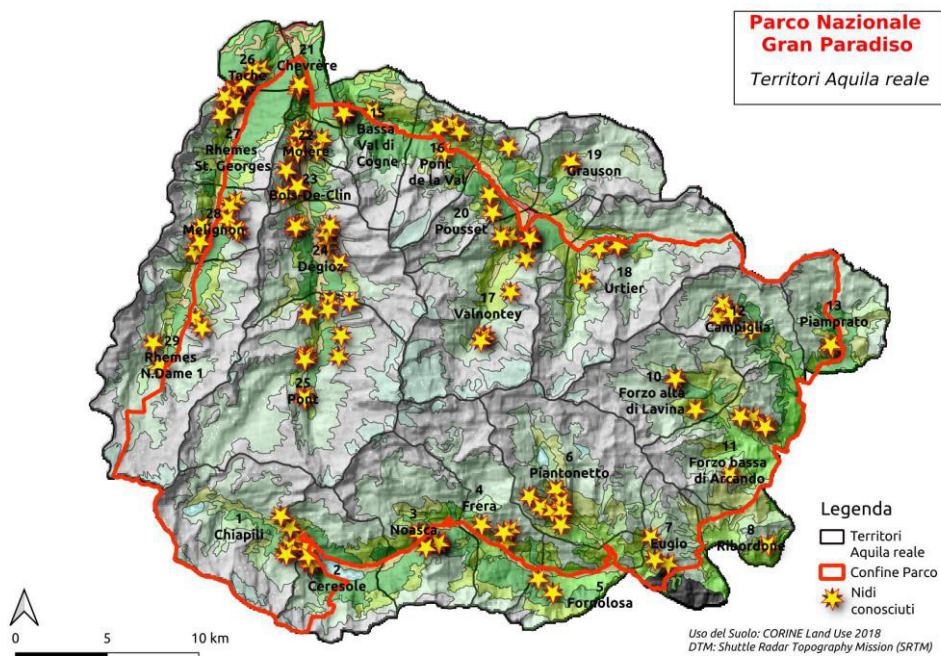 Parco Nazionale
Gran Paradiso
Territori Aquila reale
21
Chevrère
26
Tache
15
Bassa
Val di
Cogne
22
Molère
27
Rhemes
St. Georges
16
Pont
de la Val
19
Grauson
23
Bois-De-Clin
28
Melignon
20
Pousset
24
Degioz
18
Urtier
17
Valnontey
12
Campiglia
13
Piamprato
29
Rhemes
N.Dame 1
25
Pont
10
Forzo alta
di Lavina
11
Forzo bassa
di Arcando
6
Piantonetto
4
Frera
3
Noasca
1
Chiapili
2
Ceresole
7
Eugio
8
Ribordone
5
Fornolosa
Legenda
Territori
Aquila reale
Confine Parco
Nidi
conosciuti
0 5 10 km
Uso del Suolo: CORINE Land Use 2018
DTM: Shuttle Radar Topography Mission (SRTM)